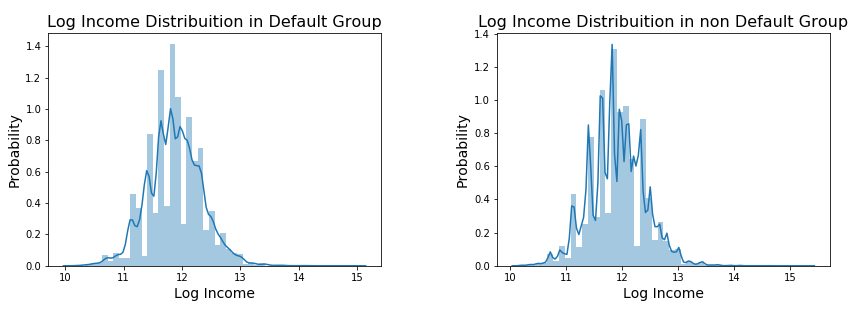 Log Income Distribuition in Default Group
Log Income Distribuition in non Default Group
Probability
1.4
1.2
1.0
0.8
0.6
0.4
0.2
0.0
10 11 12 13 14 15
Log Income
Probability
1.4
1.2
1.0
0.8
0.6
0.4
0.2
0.0
10 11 12 13 14 15
Log Income